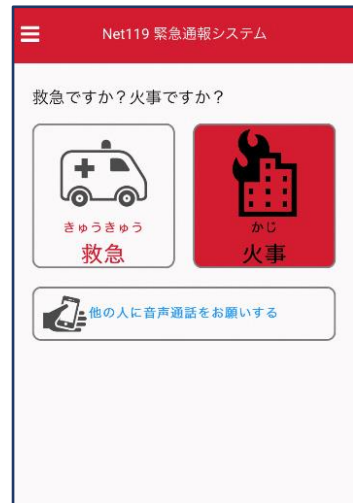 Net119 緊急通報システム
救急ですか？火事ですか？
きゅうきゅう
救急
かじ
火事
他の人に音声通話をお願いする